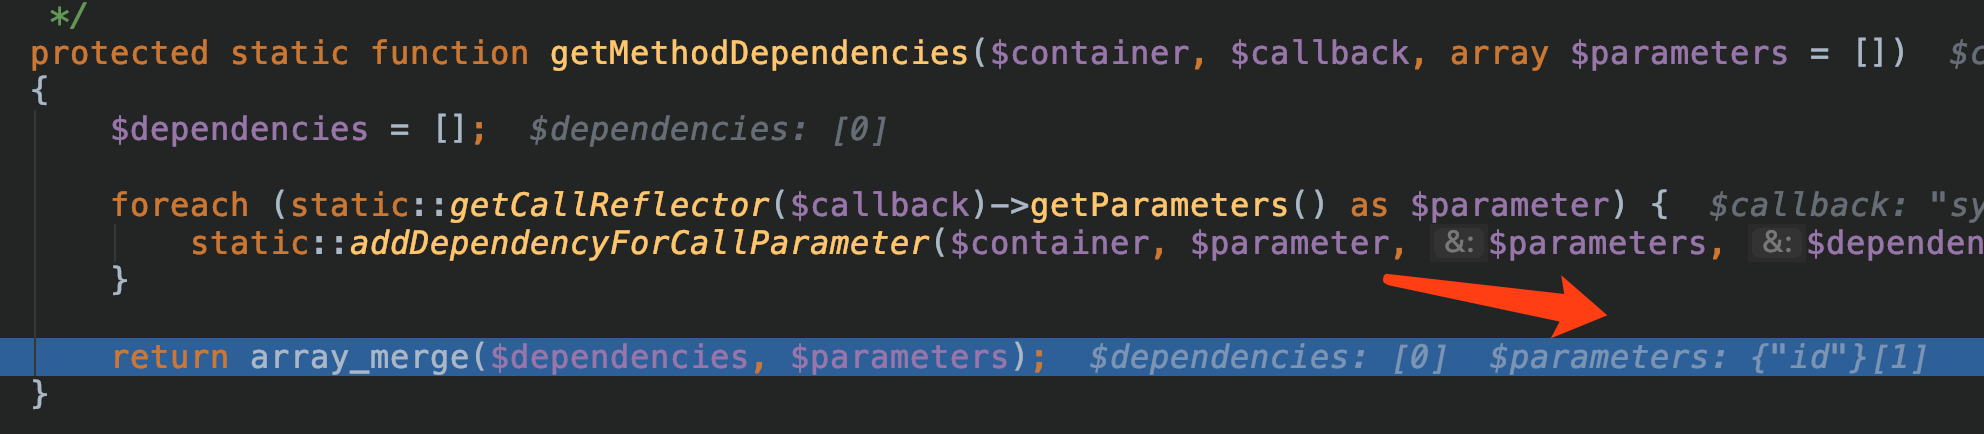 */
protected static function getMethodDependencies($container, $callback, array $parameters = []) $c
{
$dependencies = []; $dependencies: [0]
foreach (static::getCallReflector($callback)->getParameters() as $parameter) { $callback: "sy
static::addDependencyForCallParameter($container, $parameter, &: $parameters, &: $dependen
}
return array_merge($dependencies, $parameters); $dependencies: [0] $parameters: {"id"}[1]
}